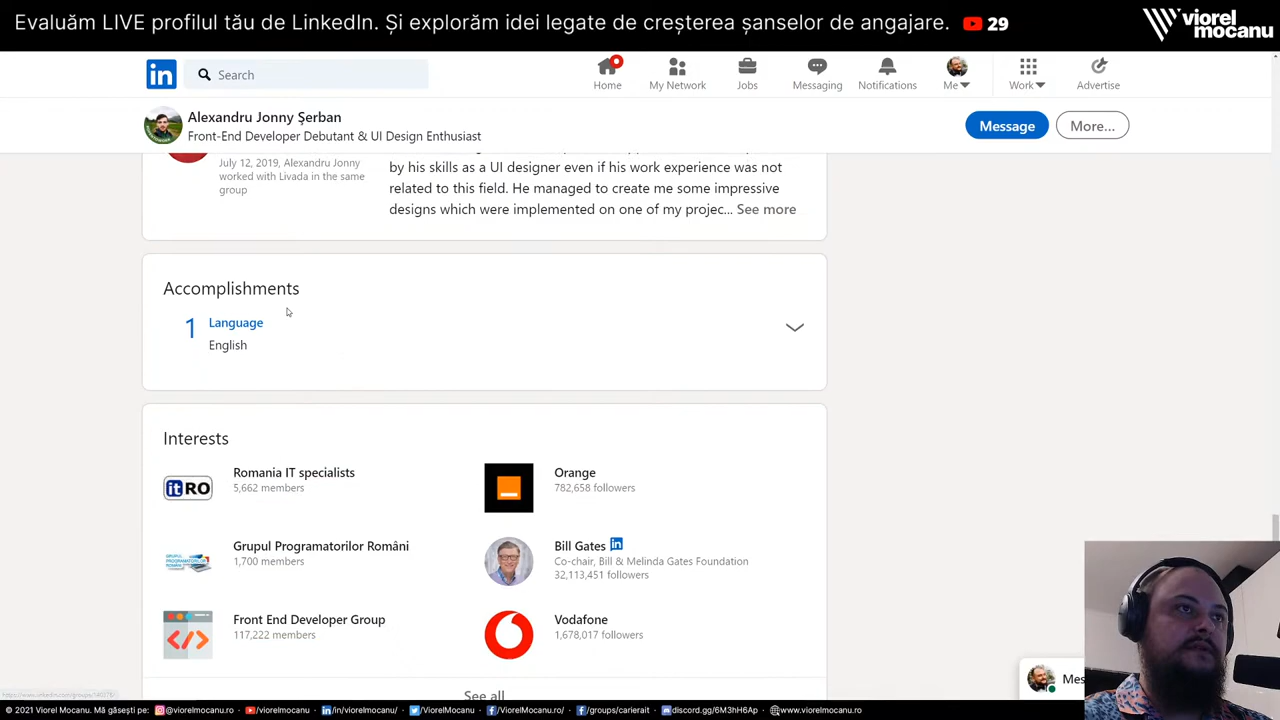 Evaluăm LIVE profilul tău de LinkedIn. Și explorăm idei legate de creșterea șanselor de angajare. 29
viorel
mocanu
in
Search
Home
My Network
Jobs
Messaging
Notifications
Me
Work
Advertise
Alexandru Jonny Şerban
Front-End Developer Debutant & UI Design Enthusiast
Message
More...
July 12, 2019, Alexandru Jonny
worked with Livada in the same
group
by his skills as a UI designer even if his work experience was not
related to this field. He managed to create me some impressive
designs which were implemented on one of my projec... See more
Accomplishments
1 Language
English
Interests
itRO
Romania IT specialists
5,662 members
Orange
782,658 followers
GRUPUL
PROGRAMATORILOR
ROMÂNI
Grupul Programatorilor Români
1,700 members
Bill Gates in
Co-chair, Bill & Melinda Gates Foundation
32,113,451 followers
Front End Developer Group
117,222 members
Vodafone
1,678,017 followers
See all
Mes
© 2021 Viorel Mocanu. Mă găsești pe: @viorelmocanu.ro /viorelmocanu /in/viorelmocanu/ /ViorelMocanu /ViorelMocanu.ro/ /groups/carierait discord.gg/6M3hH6Ap www.viorelmocanu.ro